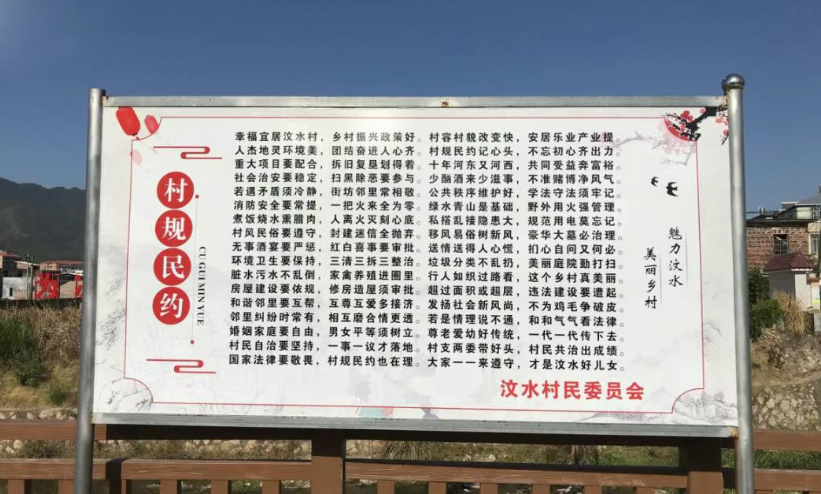 村规民约
CUN GUI MIN YUE
幸福宜居汶水村，乡村振兴政策好。村容村貌改变快，安居乐业产业提。
人杰地灵环境美，团结奋进人心齐。村规民约记心头，不忘初心齐出力。
重大项目要配合，拆旧复垦划得着。十年河东又河西，共同受益奔富裕。
社会治安要稳定，扫黑除恶要参与。少酗酒来少滋事，不准赌博净风气。
若遇矛盾须冷静，街坊邻里常相敬。公共秩序维护好，学法守法须牢记。
消防安全要常提，一把火来全为零。绿水青山是基础，野外用火强管理。
煮饭烧水熏腊肉，人离火灭刻心底。私搭乱接隐患大，规范用电莫忘记。
村风民俗要遵守，封建迷信全抛弃。移风易俗树新风，豪华大墓必治理。
无事酒宴要严惩，红白喜事要审批。送情送得人心慌，扪心自问又何必。
环境卫生要保持，三清三拆三整治。垃圾分类不乱扔，美丽庭院勤打扫。
脏水污水不乱倒，家禽养殖进圈里。行人如织过路看，这个乡村真美丽。
房屋建设要依规，修房造屋须审批。超过面积或超层，违法建设要遭起。
和谐邻里要互帮，互尊互爱多接济。发扬社会新风尚，不为鸡毛争破皮。
邻里纠纷时常有，相互磨合情更透。若是情理说不通，和和气气看法律。
婚姻家庭要自由，男女平等须树立。尊老爱幼好传统，一代一代传下去。
村民自治要坚持，一事一议才落地。村支两委带好头，村民共治出成绩。
国家法律要敬畏，村规民约也在理。大家一一来遵守，才是汶水好儿女。
魅力汶水
美丽乡村
汶水村民委员会